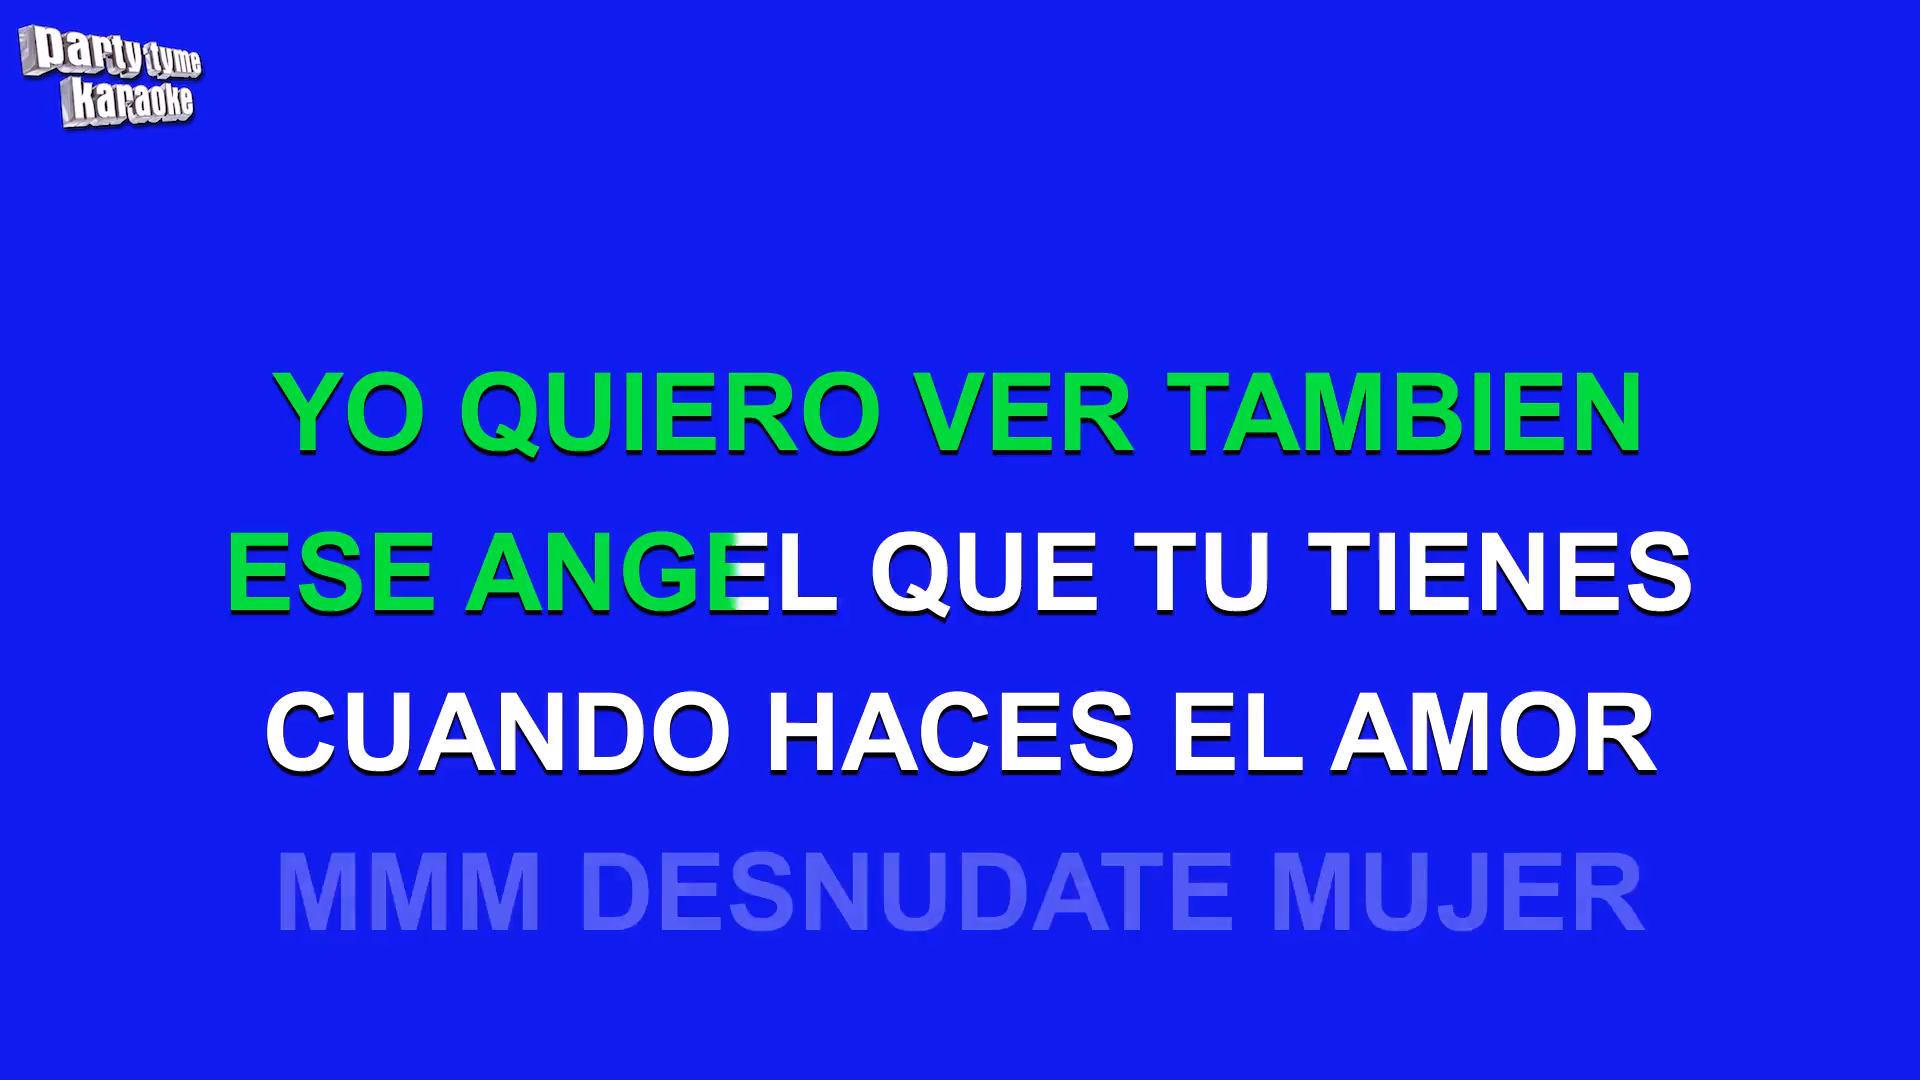 party tyme
karaoke
YO QUIERO VER TAMBIEN
ESE ANGEL QUE TU TIENES
CUANDO HACES EL AMOR
MMM DESNUDATE MUJER